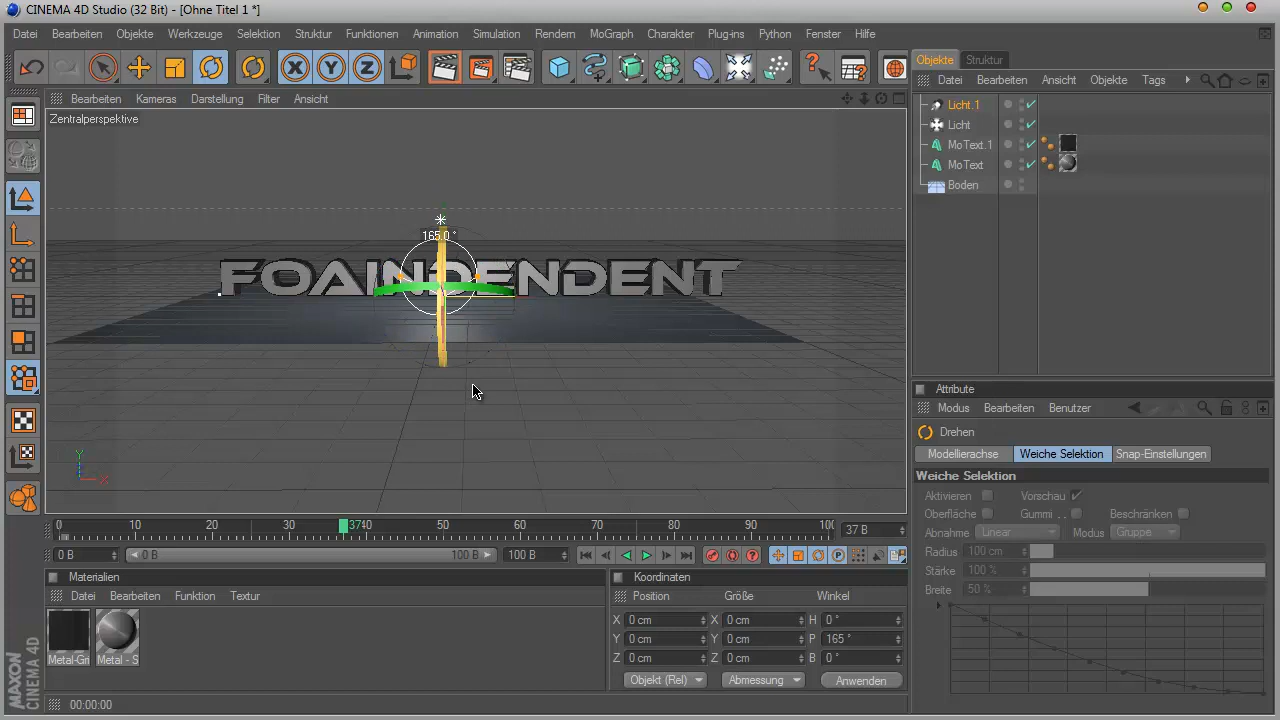 CINEMA 4D Studio (32 Bit) - [Ohne Titel 1 *]
Datei Bearbeiten Objekte Werkzeuge Selektion Struktur Funktionen Animation Simulation Rendern MoGraph Charakter Plug-ins Python Fenster Hilfe
X Y Z
Objekte Struktur
Datei Bearbeiten Ansicht Objekte Tags
Bearbeiten Kameras Darstellung Filter Ansicht
Zentralperspektive
Licht.1
Licht
MoText.1
MoText
Boden
165.0 °
FOAINDENDENT
Y
X
Attribute
Modus Bearbeiten Benutzer
Drehen
Modellierachse Weiche Selektion Snap-Einstellungen
Weiche Selektion
Aktivieren Vorschau
Oberfläche Gummi . . Beschränken
Abnahme Linear Modus Gruppe
Radius 100 cm
Stärke 100 %
Breite 50 %
0 10 20 30 37 40 50 60 70 80 90 100 37 B
0 B 0 B 100 B 100 B
Materialien
Datei Bearbeiten Funktion Textur
Metal-Gri Metal - S
Koordinaten
Position Größe Winkel
X 0 cm X 0 cm H 0 °
Y 0 cm Y 0 cm P 165 °
Z 0 cm Z 0 cm B 0 °
Objekt (Rel) Abmessung Anwenden
MAXON
CINEMA 4D
00:00:00